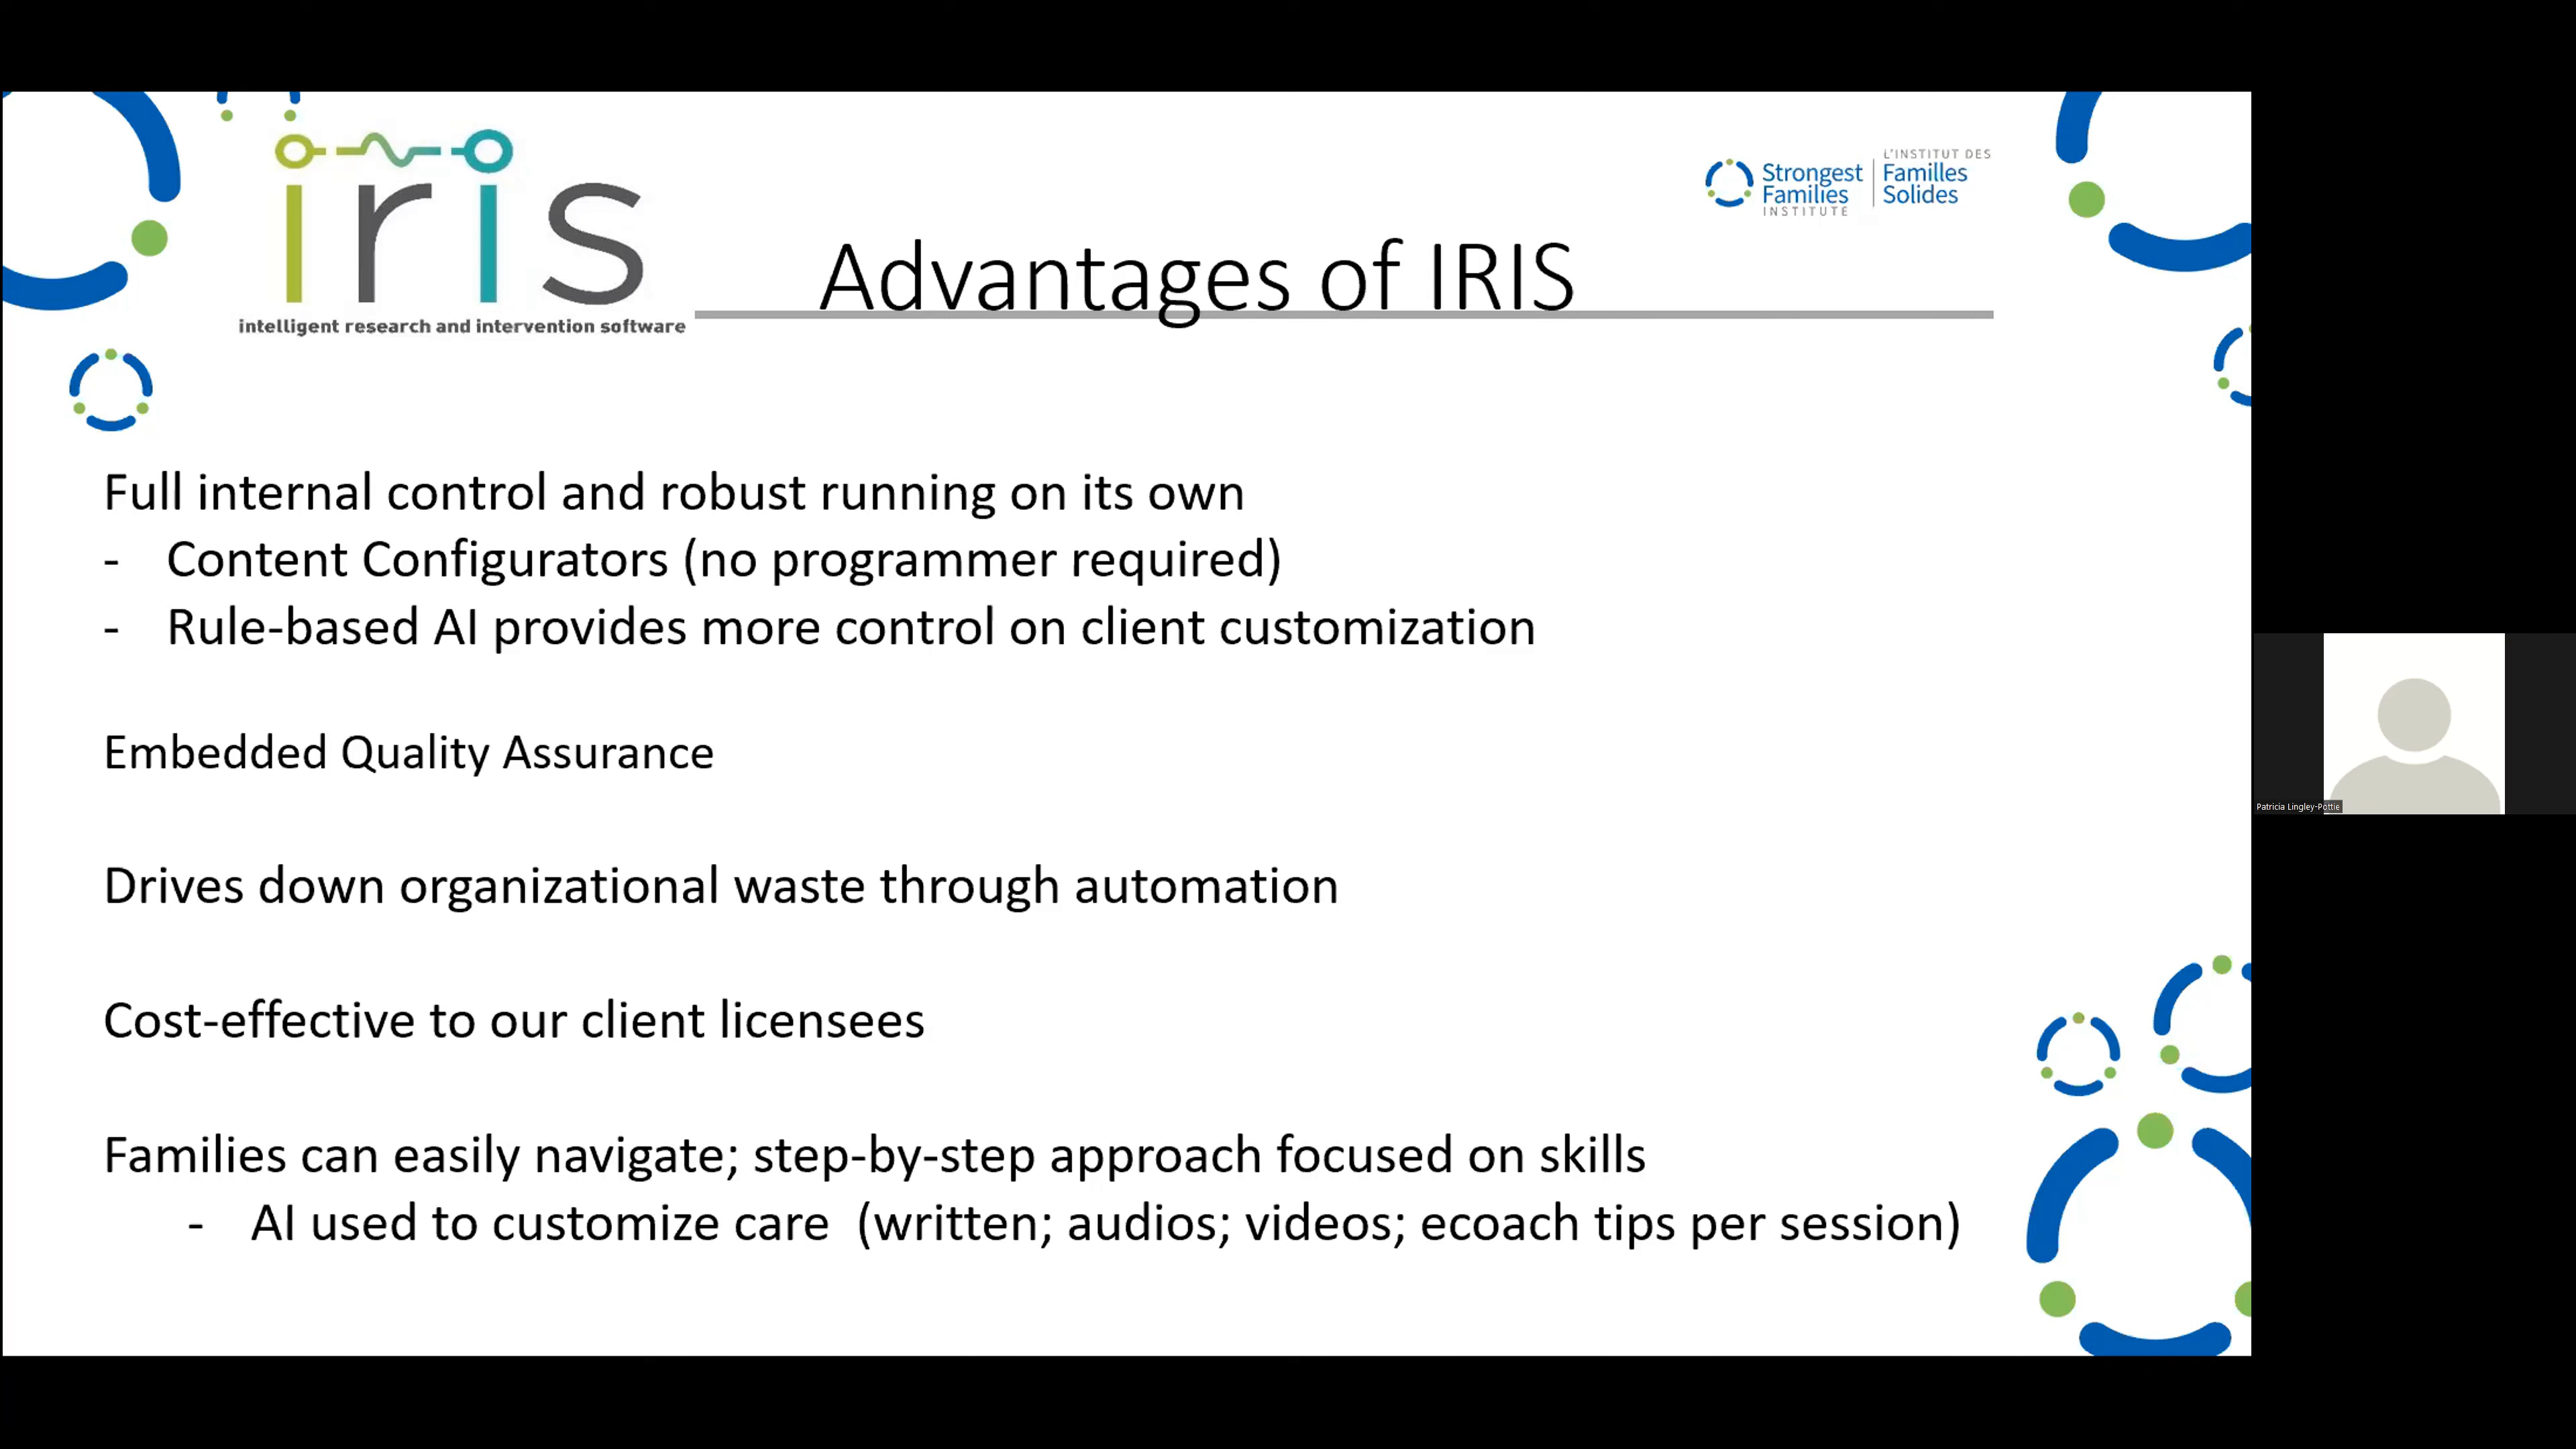 iris
intelligent research and intervention software
Strongest
Families
INSTITUTE
L'INSTITUT DES
Familles
Solides
Advantages of IRIS
Full internal control and robust running on its own
- Content Configurators (no programmer required)
- Rule-based AI provides more control on client customization
Embedded Quality Assurance
Drives down organizational waste through automation
Cost-effective to our client licensees
Families can easily navigate; step-by-step approach focused on skills
- AI used to customize care (written; audios; videos; ecoach tips per session)
Patricia Lingley-Pottie